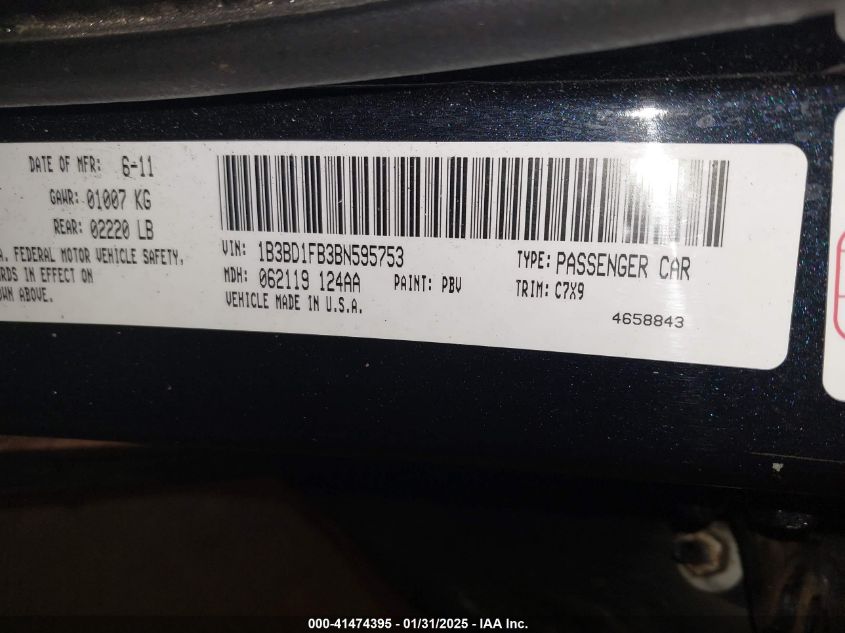 DATE OF MFR: 6-11
GAWR: 01007 KG
REAR: 02220 LB
A. FEDERAL MOTOR VEHICLE SAFETY,
RDS IN EFFECT ON
OWN ABOVE.
VIN: 1B3BD1FB3BN595753
TYPE: PASSENGER CAR
MDH: 062119 124AA
PAINT: PBV
TRIM: C7X9
VEHICLE MADE IN U.S.A.
4658843
000-41474395 - 01/31/2025 - IAA Inc.